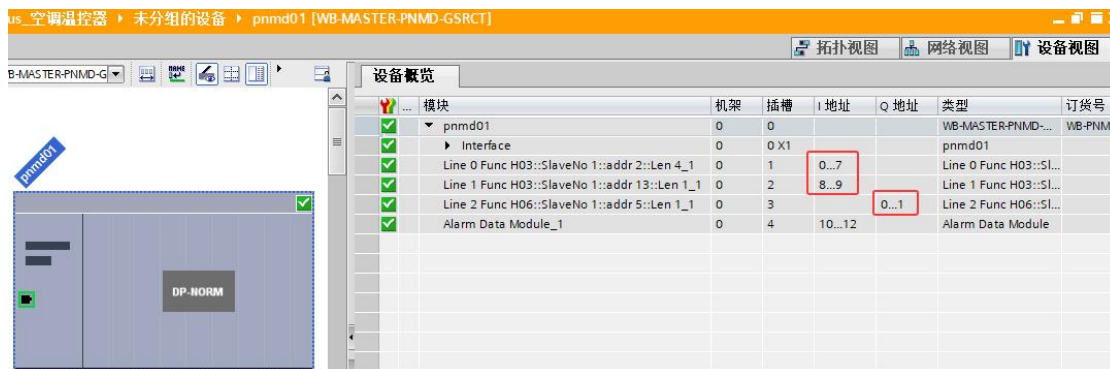 us_空调温控器 ▸ 未分组的设备 ▸ pnmd01 [WB-MASTER-PNMD-GSRCT]
拓扑视图 网络视图 设备视图
B-MASTER-PNMD-G 设备概览
... 模块 机架 插槽 I 地址 Q 地址 类型 订货号
pnmd01 0 0 WB-MASTER-PNMD-... WB-PNM
Interface 0 0 X1 pnmd01
Line 0 Func H03::SlaveNo 1::addr 2::Len 4_1 0 1 0...7 Line 0 Func H03::Sl...
Line 1 Func H03::SlaveNo 1::addr 13::Len 1_1 0 2 8...9 Line 1 Func H03::Sl...
Line 2 Func H06::SlaveNo 1::addr 5::Len 1_1 0 3 0...1 Line 2 Func H06::Sl...
Alarm Data Module_1 0 4 10...12 Alarm Data Module
pnmd01
DP-NORM